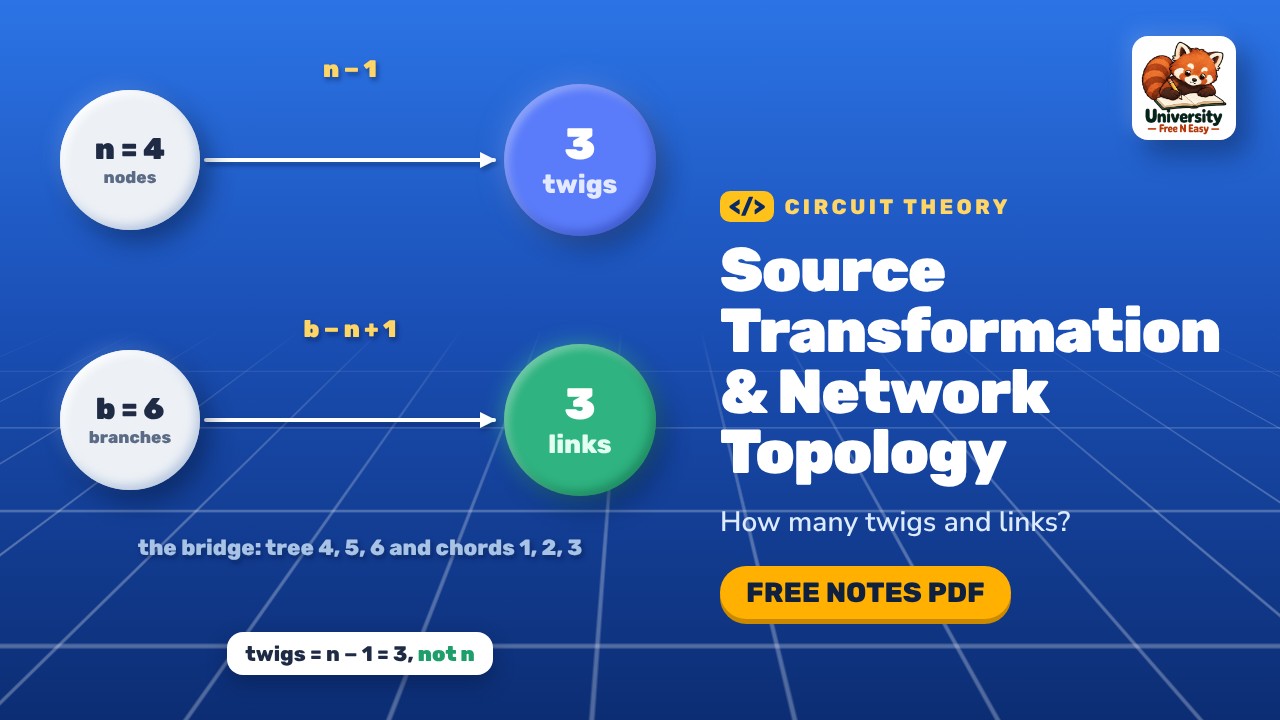 n – 1
n = 4
nodes
3
twigs
b – n + 1
b = 6
branches
3
links
the bridge: tree 4, 5, 6 and chords 1, 2, 3
twigs = n – 1 = 3, not n
University
Free N Easy
</> CIRCUIT THEORY
Source
Transformation
& Network
Topology
How many twigs and links?
FREE NOTES PDF